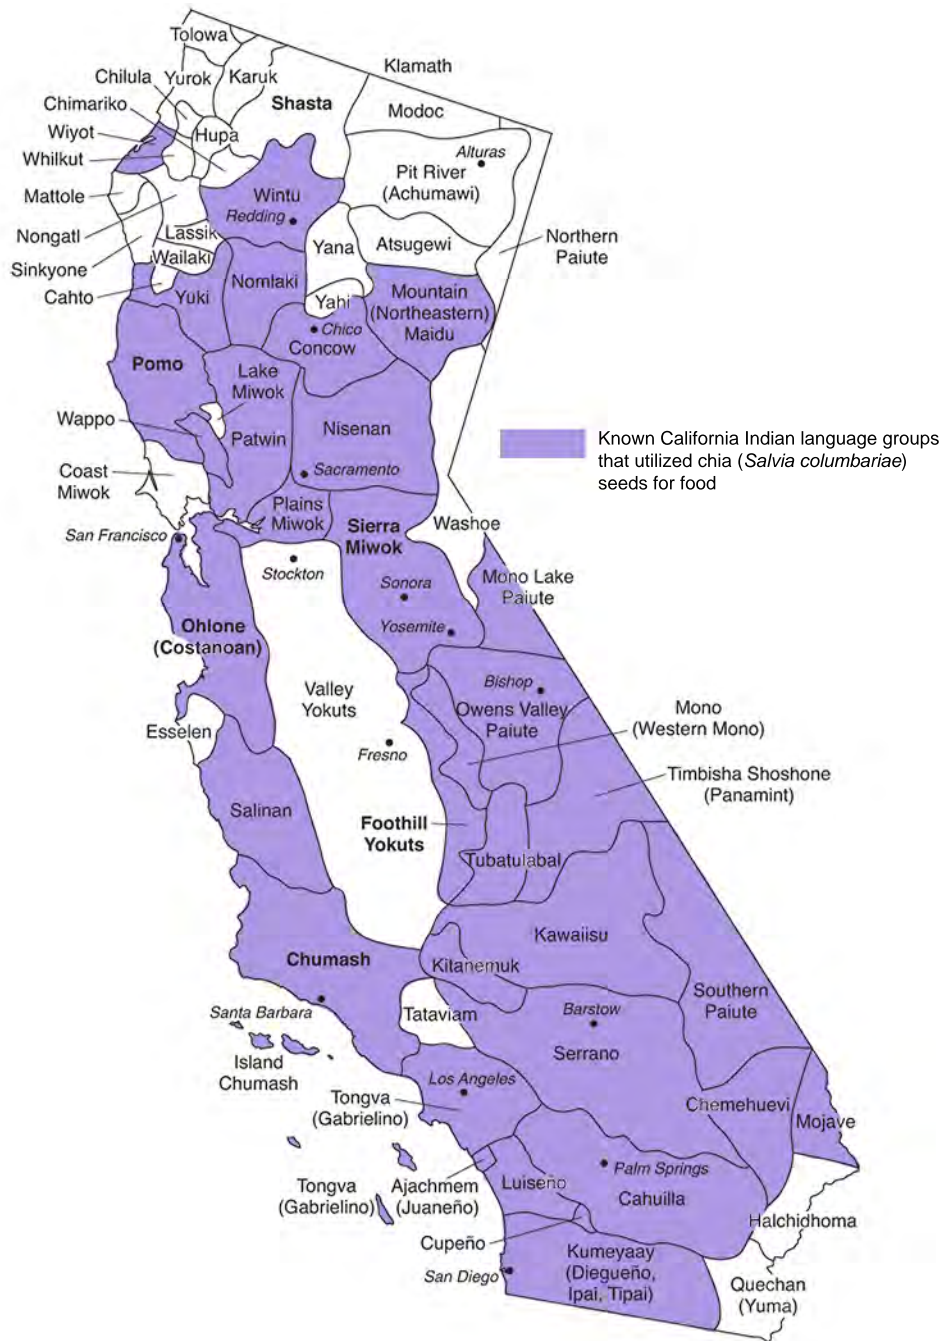 Tolowa
Klamath
Chilula
Yurok
Karuk
Shasta
Modoc
Chimariko
Wiyot
Hupa
Whilkut
Alturas
Pit River
(Achumawi)
Mattole
Wintu
Redding
Nongatl
Lassik
Yana
Atsugewi
Northern
Paiute
Sinkyone
Wailaki
Cahto
Yuki
Nomlaki
Yahi
Mountain
(Northeastern)
Maidu
Chico
Concow
Pomo
Lake
Miwok
Wappo
Patwin
Nisenan
Known California Indian language groups
that utilized chia (Salvia columbariae)
seeds for food
Coast
Miwok
Sacramento
Plains
Miwok
Sierra
Miwok
Washoe
San Francisco
Stockton
Sonora
Mono Lake
Paiute
Ohlone
(Costanoan)
Yosemite
Valley
Yokuts
Bishop
Owens Valley
Paiute
Mono
(Western Mono)
Esselen
Fresno
Timbisha Shoshone
(Panamint)
Salinan
Foothill
Yokuts
Tubatulabal
Kawaiisu
Chumash
Kitanemuk
Southern
Paiute
Santa Barbara
Tataviam
Barstow
Serrano
Island
Chumash
Los Angeles
Tongva
(Gabrielino)
Chemehuevi
Mojave
Palm Springs
Tongva
(Gabrielino)
Ajachmem
(Juaneño)
Luiseño
Cahuilla
Halchidhoma
Cupeño
Kumeyaay
(Diegueño,
Ipai, Tipai)
San Diego
Quechan
(Yuma)